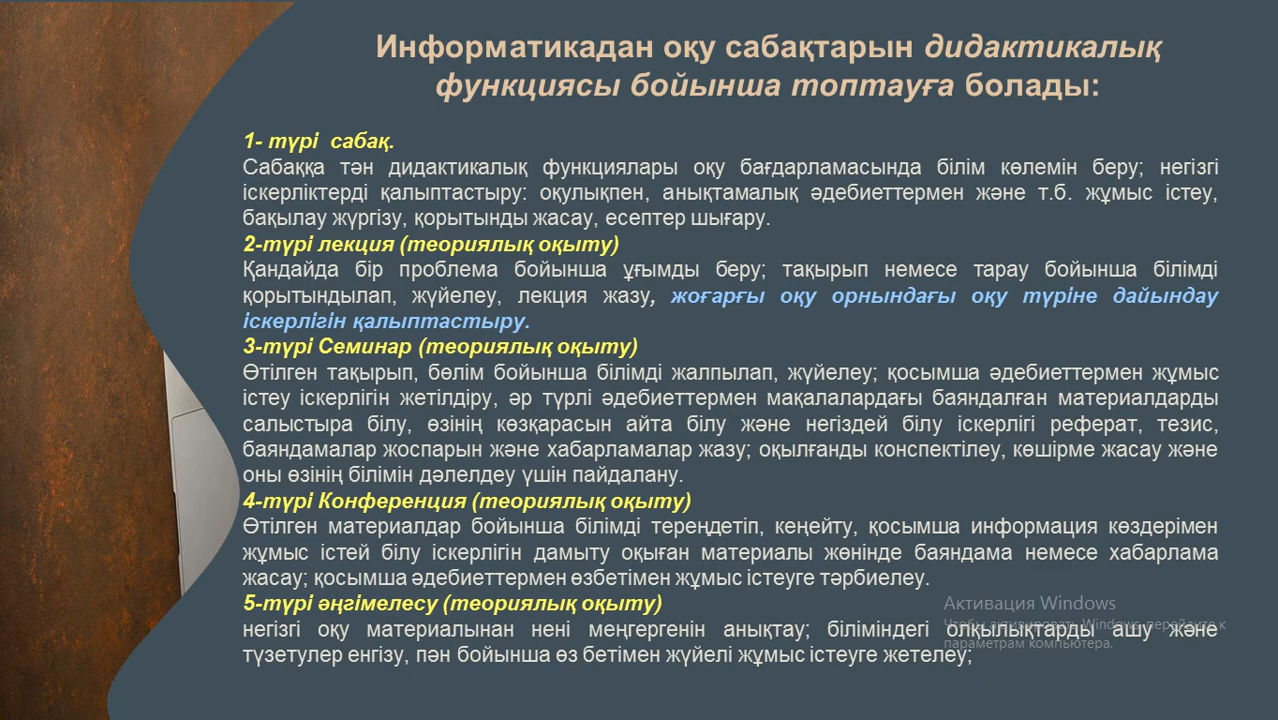 Информатикадан оқу сабақтарын дидактикалық
функциясы бойынша топтауға болады:
1- түрі сабақ.
Сабаққа тән дидактикалық функциялары оқу бағдарламасында білім көлемін беру; негізгі
іскерліктерді қалыптастыру: оқулықпен, анықтамалық әдебиеттермен және т.б. жұмыс істеу,
бақылау жүргізу, қорытынды жасау, есептер шығару.
2-түрі лекция (теориялық оқыту)
Қандайда бір проблема бойынша ұғымды беру; тақырып немесе тарау бойынша білімді
қорытындылап, жүйелеу, лекция жазу, жоғарғы оқу орнындағы оқу түріне дайындау
іскерлігін қалыптастыру.
3-түрі Семинар (теориялық оқыту)
Өтілген тақырып, бөлім бойынша білімді жалпылап, жүйелеу; қосымша әдебиеттермен жұмыс
істеу іскерлігін жетілдіру, әр түрлі әдебиеттермен мақалалардағы баяндалған материалдарды
салыстыра білу, өзінің көзқарасын айта білу және негіздей білу іскерлігі реферат, тезис,
баяндамалар жоспарын және хабарламалар жазу; оқылғанды конспектілеу, көшірме жасау және
оны өзінің білімін дәлелдеу үшін пайдалану.
4-түрі Конференция (теориялық оқыту)
Өтілген материалдар бойынша білімді тереңдетіп, кеңейту, қосымша информация көздерімен
жұмыс істей білу іскерлігін дамыту оқыған материалы жөнінде баяндама немесе хабарлама
жасау; қосымша әдебиеттермен өзбетімен жұмыс істеуге тәрбиелеу.
5-түрі әңгімелесу (теориялық оқыту)
Активация Windows
негізгі оқу материалынан нені меңгергенін анықтау; біліміндегі олқылықтарды ашу және
Чтобы активировать Windows, перейдите к
параметрам компьютера.
түзетулер енгізу, пән бойынша өз бетімен жүйелі жұмыс істеуге жетелеу;